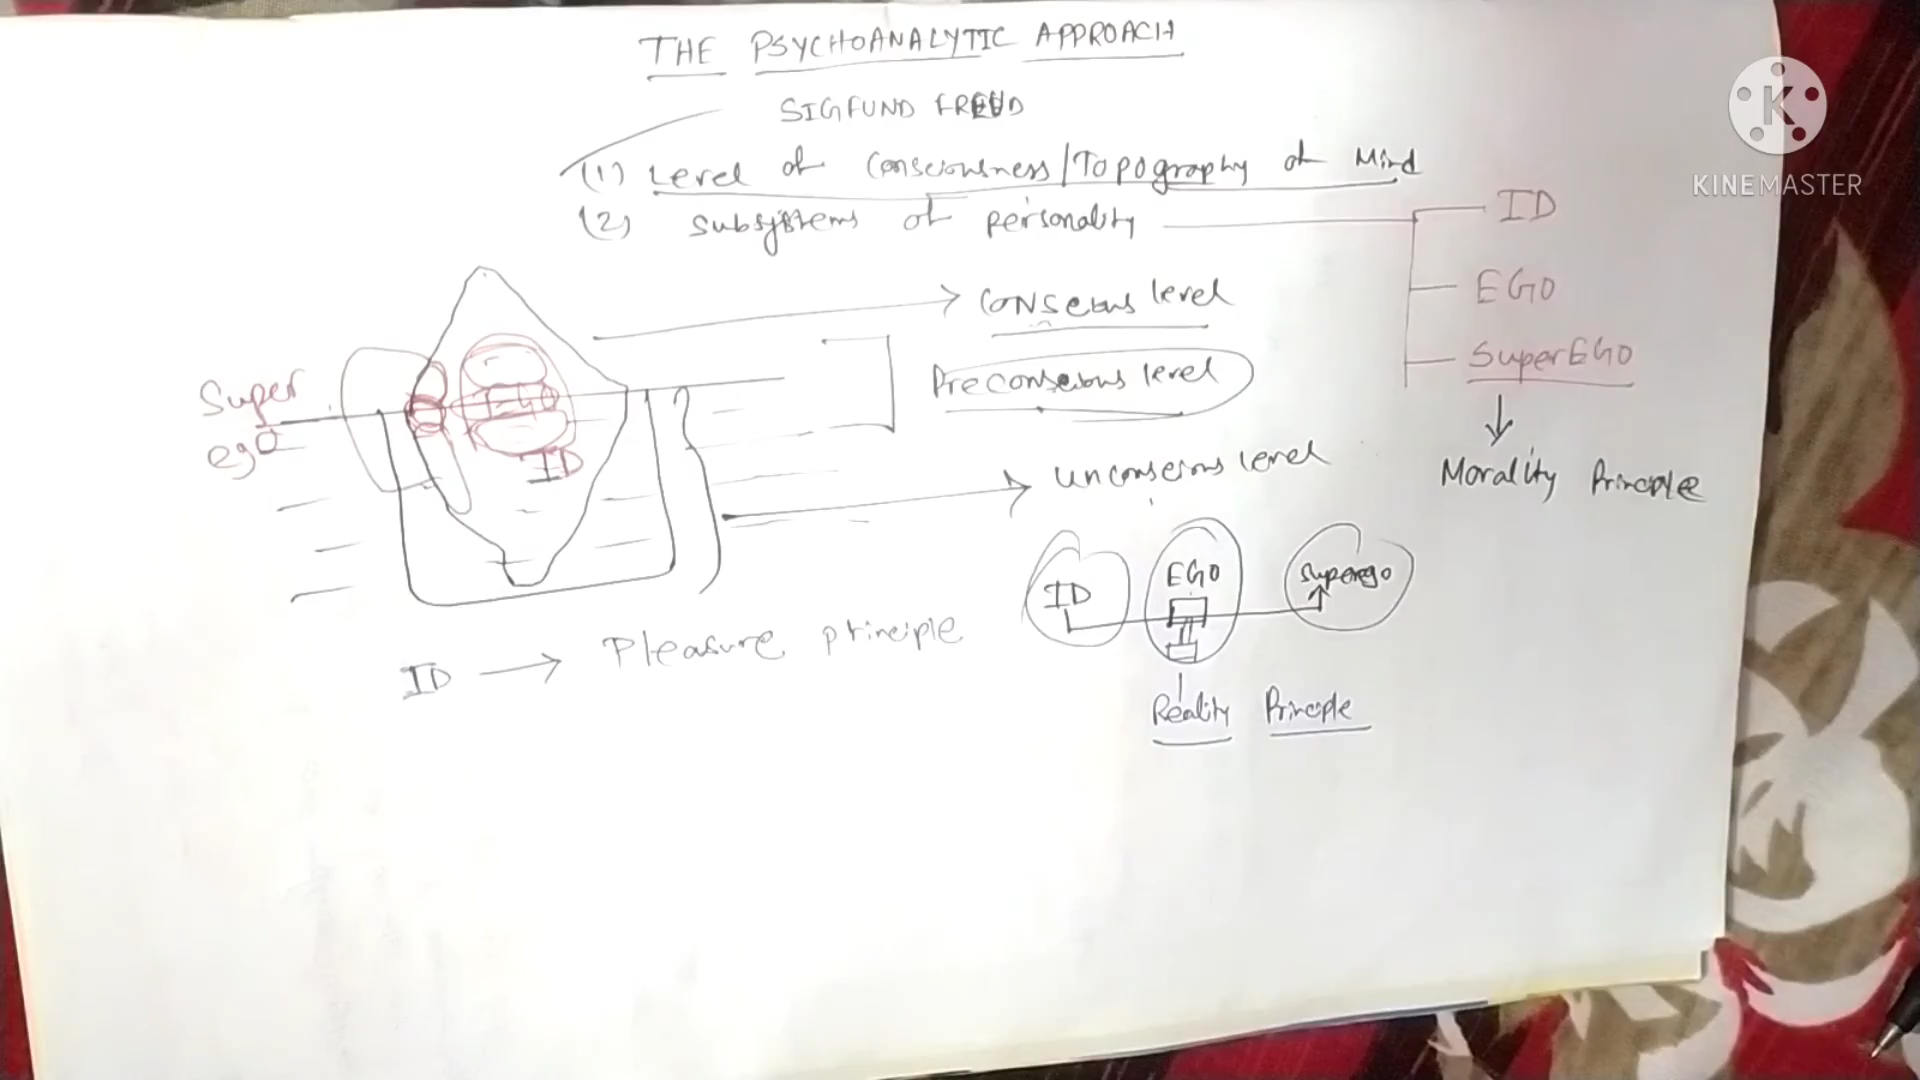 THE PSYCHOANALYTIC APPROACH
SIGFUND FREUD
(1) Level of Consciousness/Topography of Mind
(2) subsystems of personality
ID
EGO
SuperEGO
Morality Principle
conscious level
Preconscious level
unconscious level
Super
ego
EGO
ID
ID
EGO
superego
Reality Principle
ID → Pleasure principle
K
KINEMASTER